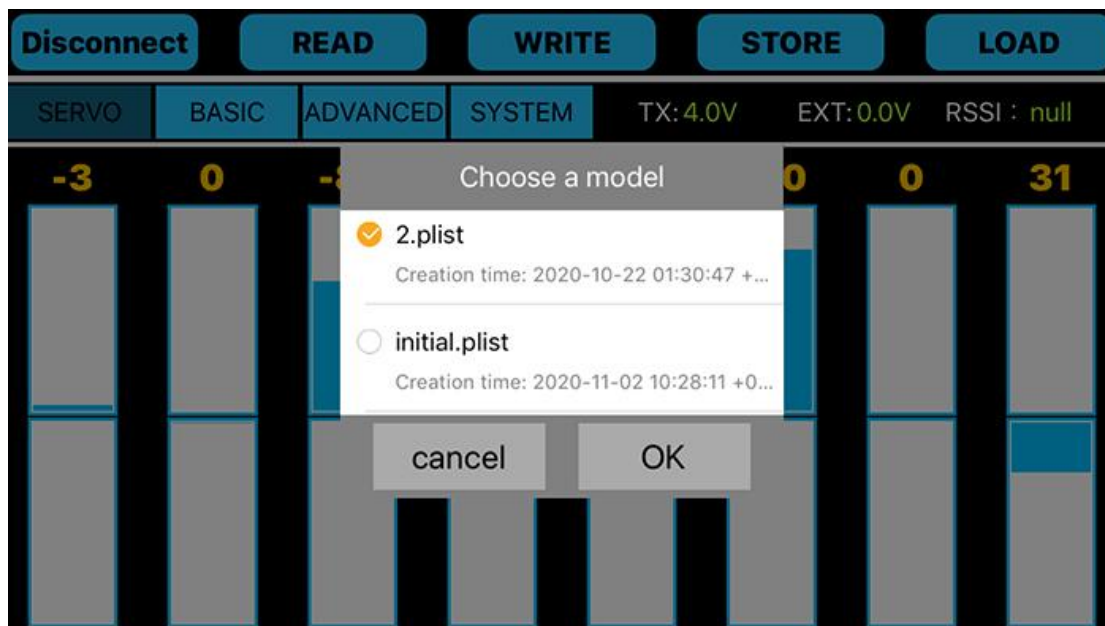 Disconnect READ WRITE STORE LOAD
SERVO BASIC ADVANCED SYSTEM TX: 4.0V EXT: 0.0V RSSI : null
-3 0 0 0 31
Choose a model
2.plist
Creation time: 2020-10-22 01:30:47 +...
initial.plist
Creation time: 2020-11-02 10:28:11 +0...
cancel OK